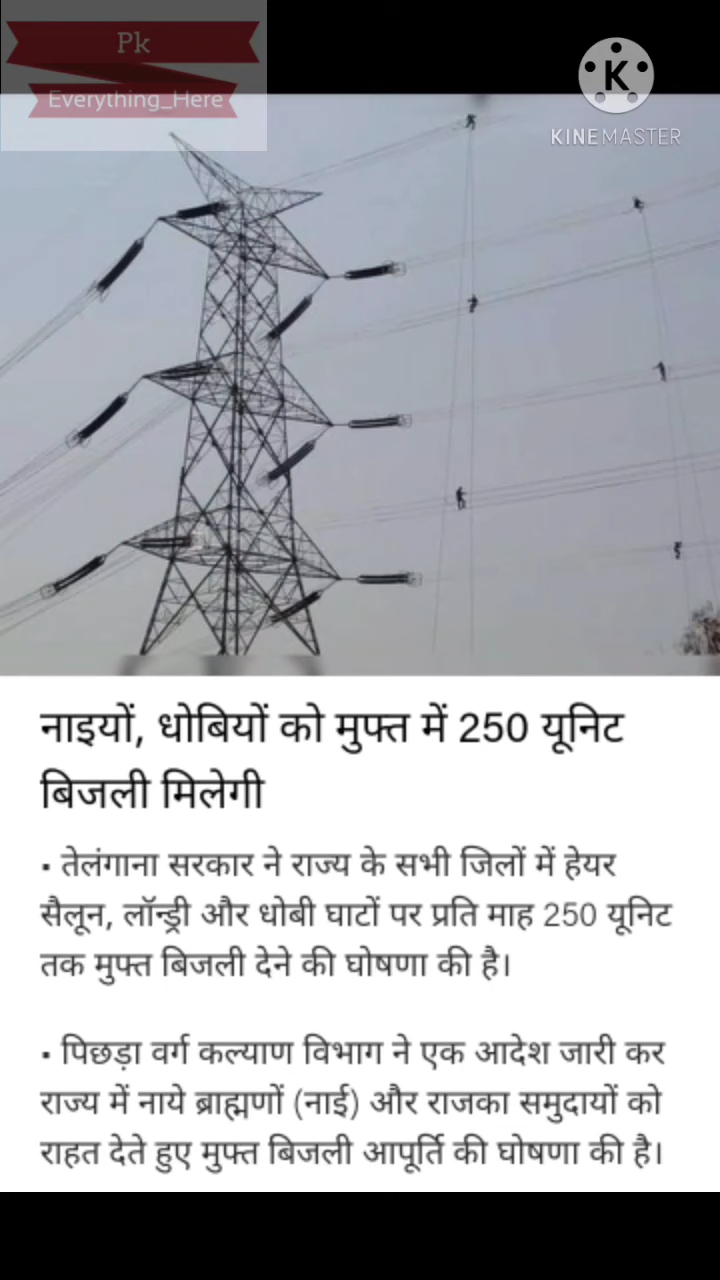 Pk
Everything_Here
KINEMASTER
नाइयों, धोबियों को मुफ्त में 250 यूनिट
बिजली मिलेगी
▪ तेलंगाना सरकार ने राज्य के सभी जिलों में हेयर
सैलून, लॉन्ड्री और धोबी घाटों पर प्रति माह 250 यूनिट
तक मुफ्त बिजली देने की घोषणा की है।
▪ पिछड़ा वर्ग कल्याण विभाग ने एक आदेश जारी कर
राज्य में नाये ब्राह्मणों (नाई) और राजका समुदायों को
राहत देते हुए मुफ्त बिजली आपूर्ति की घोषणा की है।